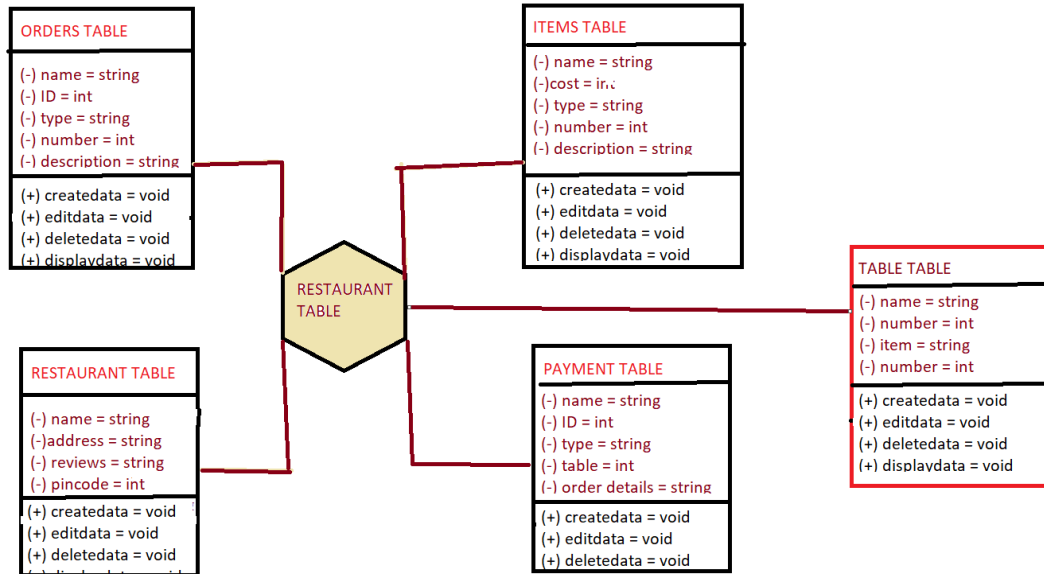 ORDERS TABLE
(-) name = string
(-) ID = int
(-) type = string
(-) number = int
(-) description = string
(+) createdata = void
(+) editdata = void
(+) deletedata = void
(+) displaydata = void
ITEMS TABLE
(-) name = string
(-)cost = int
(-) type = string
(-) number = int
(-) description = string
(+) createdata = void
(+) editdata = void
(+) deletedata = void
(+) displaydata = void
RESTAURANT
TABLE
TABLE TABLE
(-) name = string
(-) number = int
(-) item = string
(-) number = int
(+) createdata = void
(+) editdata = void
(+) deletedata = void
(+) displaydata = void
RESTAURANT TABLE
(-) name = string
(-)address = string
(-) reviews = string
(-) pincode = int
(+) createdata = void
(+) editdata = void
(+) deletedata = void
PAYMENT TABLE
(-) name = string
(-) ID = int
(-) type = string
(-) table = int
(-) order details = string
(+) createdata = void
(+) editdata = void
(+) deletedata = void